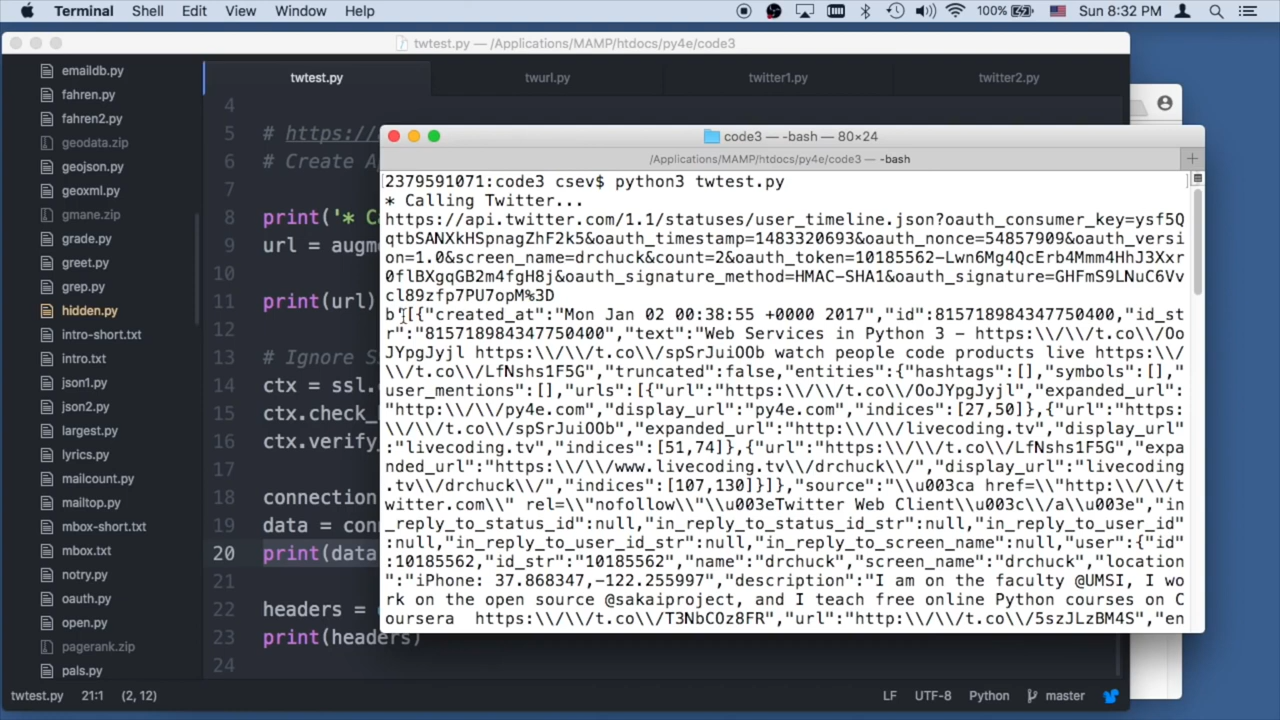 Terminal Shell Edit View Window Help 100% Sun 8:32 PM
twtest.py — /Applications/MAMP/htdocs/py4e/code3
twtest.py twurl.py twitter1.py twitter2.py
emaildb.py
fahren.py
fahren2.py
geodata.zip
geojson.py
geoxml.py
gmane.zip
grade.py
greet.py
grep.py
hidden.py
intro-short.txt
intro.txt
json1.py
json2.py
largest.py
lyrics.py
mailcount.py
mailtop.py
mbox-short.txt
mbox.txt
notry.py
oauth.py
open.py
pagerank.zip
pals.py
4
5 # https://
6 # Create A
7
8 print('* C
9 url = augm
10
11 print(url)
12
13 # Ignore S
14 ctx = ssl.
15 ctx.check_
16 ctx.verify_
17
18 connection
19 data = con
20 print(data
21
22 headers =
23 print(headers)
24
code3 — -bash — 80×24
/Applications/MAMP/htdocs/py4e/code3 — -bash
2379591071:code3 csev$ python3 twtest.py
* Calling Twitter...
https://api.twitter.com/1.1/statuses/user_timeline.json?oauth_consumer_key=ysf5Q
qtbSANXkHSpnagZhF2k5&oauth_timestamp=1483320693&oauth_nonce=54857909&oauth_versi
on=1.0&screen_name=drchuck&count=2&oauth_token=10185562-Lwn6Mg4QcErb4Mmm4HhJ3Xxr
0flBXgqGB2m4fgH8j&oauth_signature_method=HMAC-SHA1&oauth_signature=GHFmS9LNuC6Vv
cl89zfp7PU7opM%3D
b'[{"created_at":"Mon Jan 02 00:38:55 +0000 2017","id":815718984347750400,"id_st
r":"815718984347750400","text":"Web Services in Python 3 - https:\\/\\/t.co\\/Oo
JYpgJyjl https:\\/\\/t.co\\/spSrJuiOOb watch people code products live https:\\/
\\/t.co\\/LfNshs1F5G","truncated":false,"entities":{"hashtags":[],"symbols":[],"
user_mentions":[],"urls":[{"url":"https:\\/\\/t.co\\/OoJYpgJyjl","expanded_url":
"http:\\/\\/py4e.com","display_url":"py4e.com","indices":[27,50]},{"url":"https:
\\/\\/t.co\\/spSrJuiOOb","expanded_url":"http:\\/\\/livecoding.tv","display_url"
:"livecoding.tv","indices":[51,74]},{"url":"https:\\/\\/t.co\\/LfNshs1F5G","expa
nded_url":"https:\\/\\/www.livecoding.tv\\/drchuck\\/","display_url":"livecoding
.tv\\/drchuck\\/","indices":[107,130]}]},"source":"\\u003ca href=\\"http:\\/\\/t
witter.com\\" rel=\\"nofollow\\"\\u003eTwitter Web Client\\u003c\\/a\\u003e","in
_reply_to_status_id":null,"in_reply_to_status_id_str":null,"in_reply_to_user_id"
:null,"in_reply_to_user_id_str":null,"in_reply_to_screen_name":null,"user":{"id"
:10185562,"id_str":"10185562","name":"drchuck","screen_name":"drchuck","location
":"iPhone: 37.868347,-122.255997","description":"I am on the faculty @UMSI, I wo
rk on the open source @sakaiproject, and I teach free online Python courses on C
oursera  https:\\/\\/t.co\\/T3NbCOz8FR","url":"http:\\/\\/t.co\\/5szJLzBM4S","en
twtest.py 21:1 (2, 12) LF UTF-8 Python master